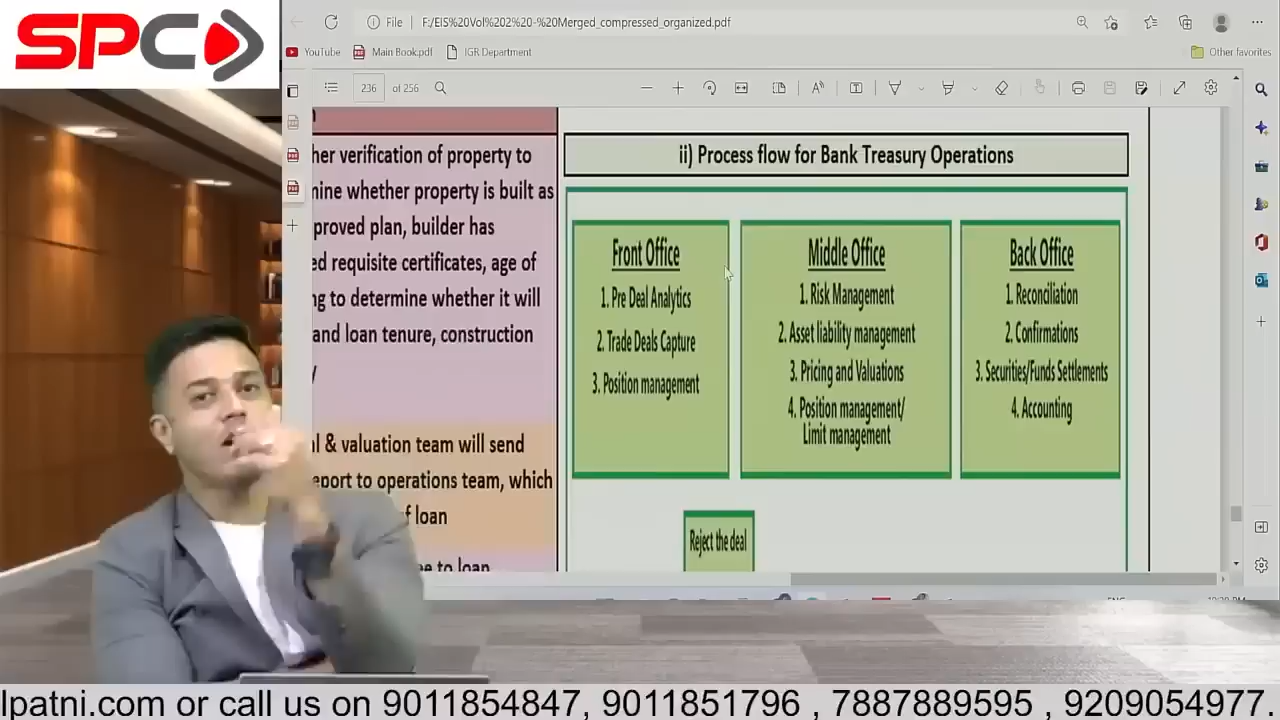 SPC
File
F:/EIS%20Vol%202%20-%20Merged_compressed_organized.pdf
YouTube
Main Book.pdf
IGR Department
Other favorites
236
of 256
her verification of property to
mine whether property is built as
proved plan, builder has
ed requisite certificates, age of
ng to determine whether it will
and loan tenure, construction
y
l & valuation team will send
eport to operations team, which
f loan
ee to loan
ii) Process flow for Bank Treasury Operations
Front Office
1. Pre Deal Analytics
2. Trade Deals Capture
3. Position management
Middle Office
1. Risk Management
2. Asset liability management
3. Pricing and Valuations
4. Position management/
Limit management
Back Office
1. Reconciliation
2. Confirmations
3. Securities/Funds Settlements
4. Accounting
Reject the deal
lpatni.com or call us on 9011854847, 9011851796 , 7887889595 , 9209054977.